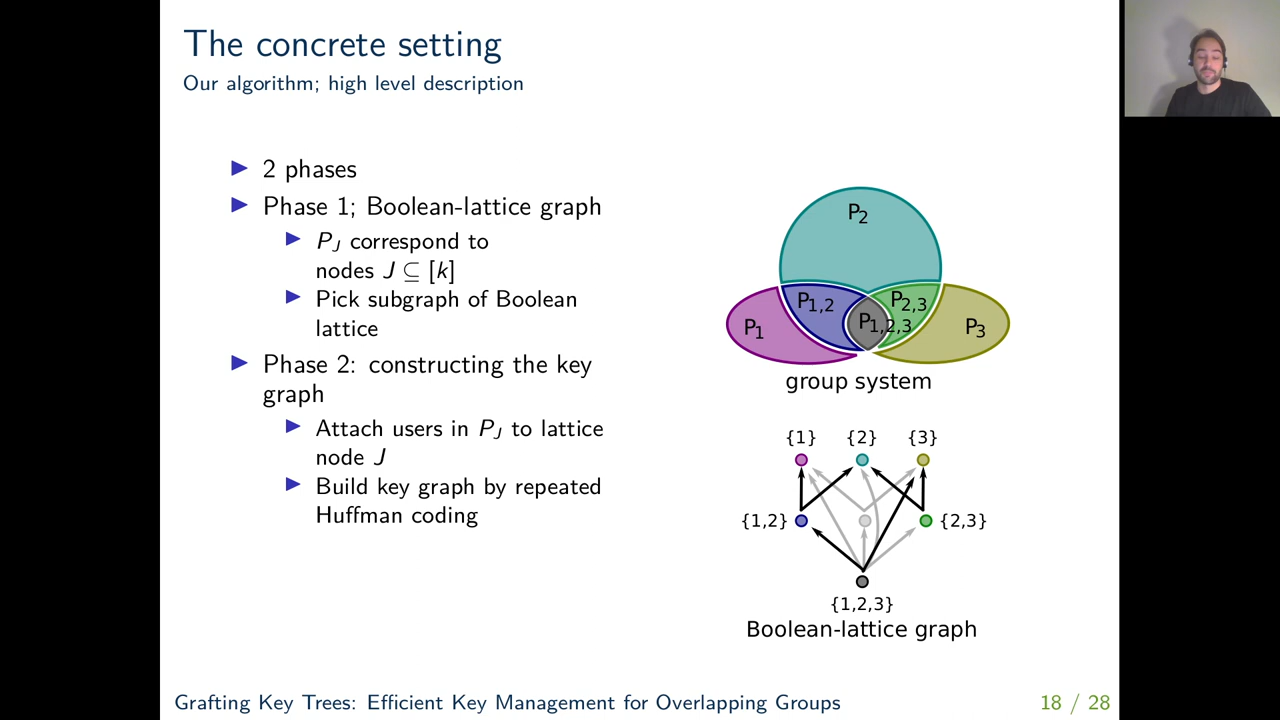 The concrete setting
Our algorithm; high level description
▶ 2 phases
▶ Phase 1; Boolean-lattice graph
▶ P_J correspond to
nodes J ⊆ [k]
▶ Pick subgraph of Boolean
lattice
▶ Phase 2: constructing the key
graph
▶ Attach users in P_J to lattice
node J
▶ Build key graph by repeated
Huffman coding
P2
P1,2
P2,3
P1
P1,2,3
P3
group system
{1} {2} {3}
{1,2} {2,3}
{1,2,3}
Boolean-lattice graph
Grafting Key Trees: Efficient Key Management for Overlapping Groups
18 / 28